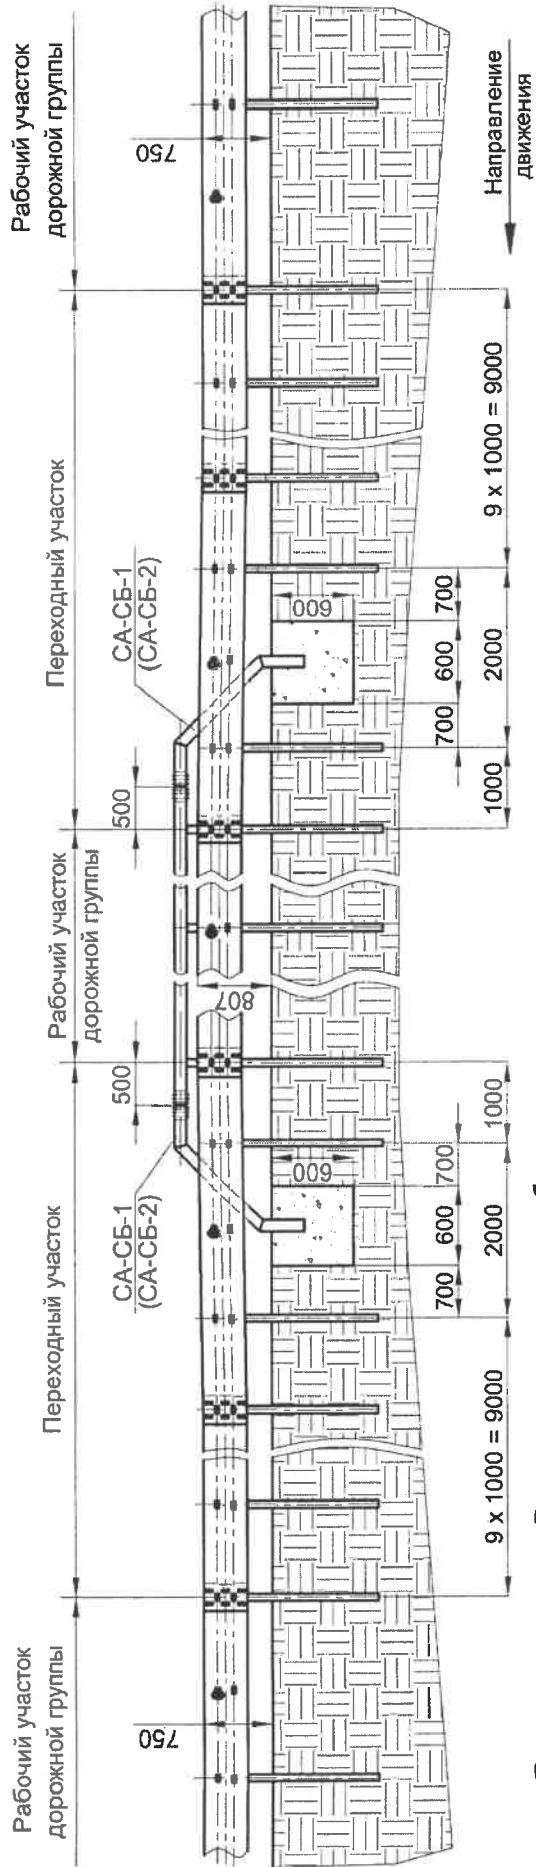 Рабочий участок
дорожной группы
Переходный участок
Рабочий участок
дорожной группы
Переходный участок
Рабочий участок
дорожной группы
СА-СБ-1
(СА-СБ-2)
500
500
СА-СБ-1
(СА-СБ-2)
750
807
750
600
600
700
600
700
700
600
700
9 х 1000 = 9000
2000
1000
1000
2000
9 х 1000 = 9000
Направление
движения